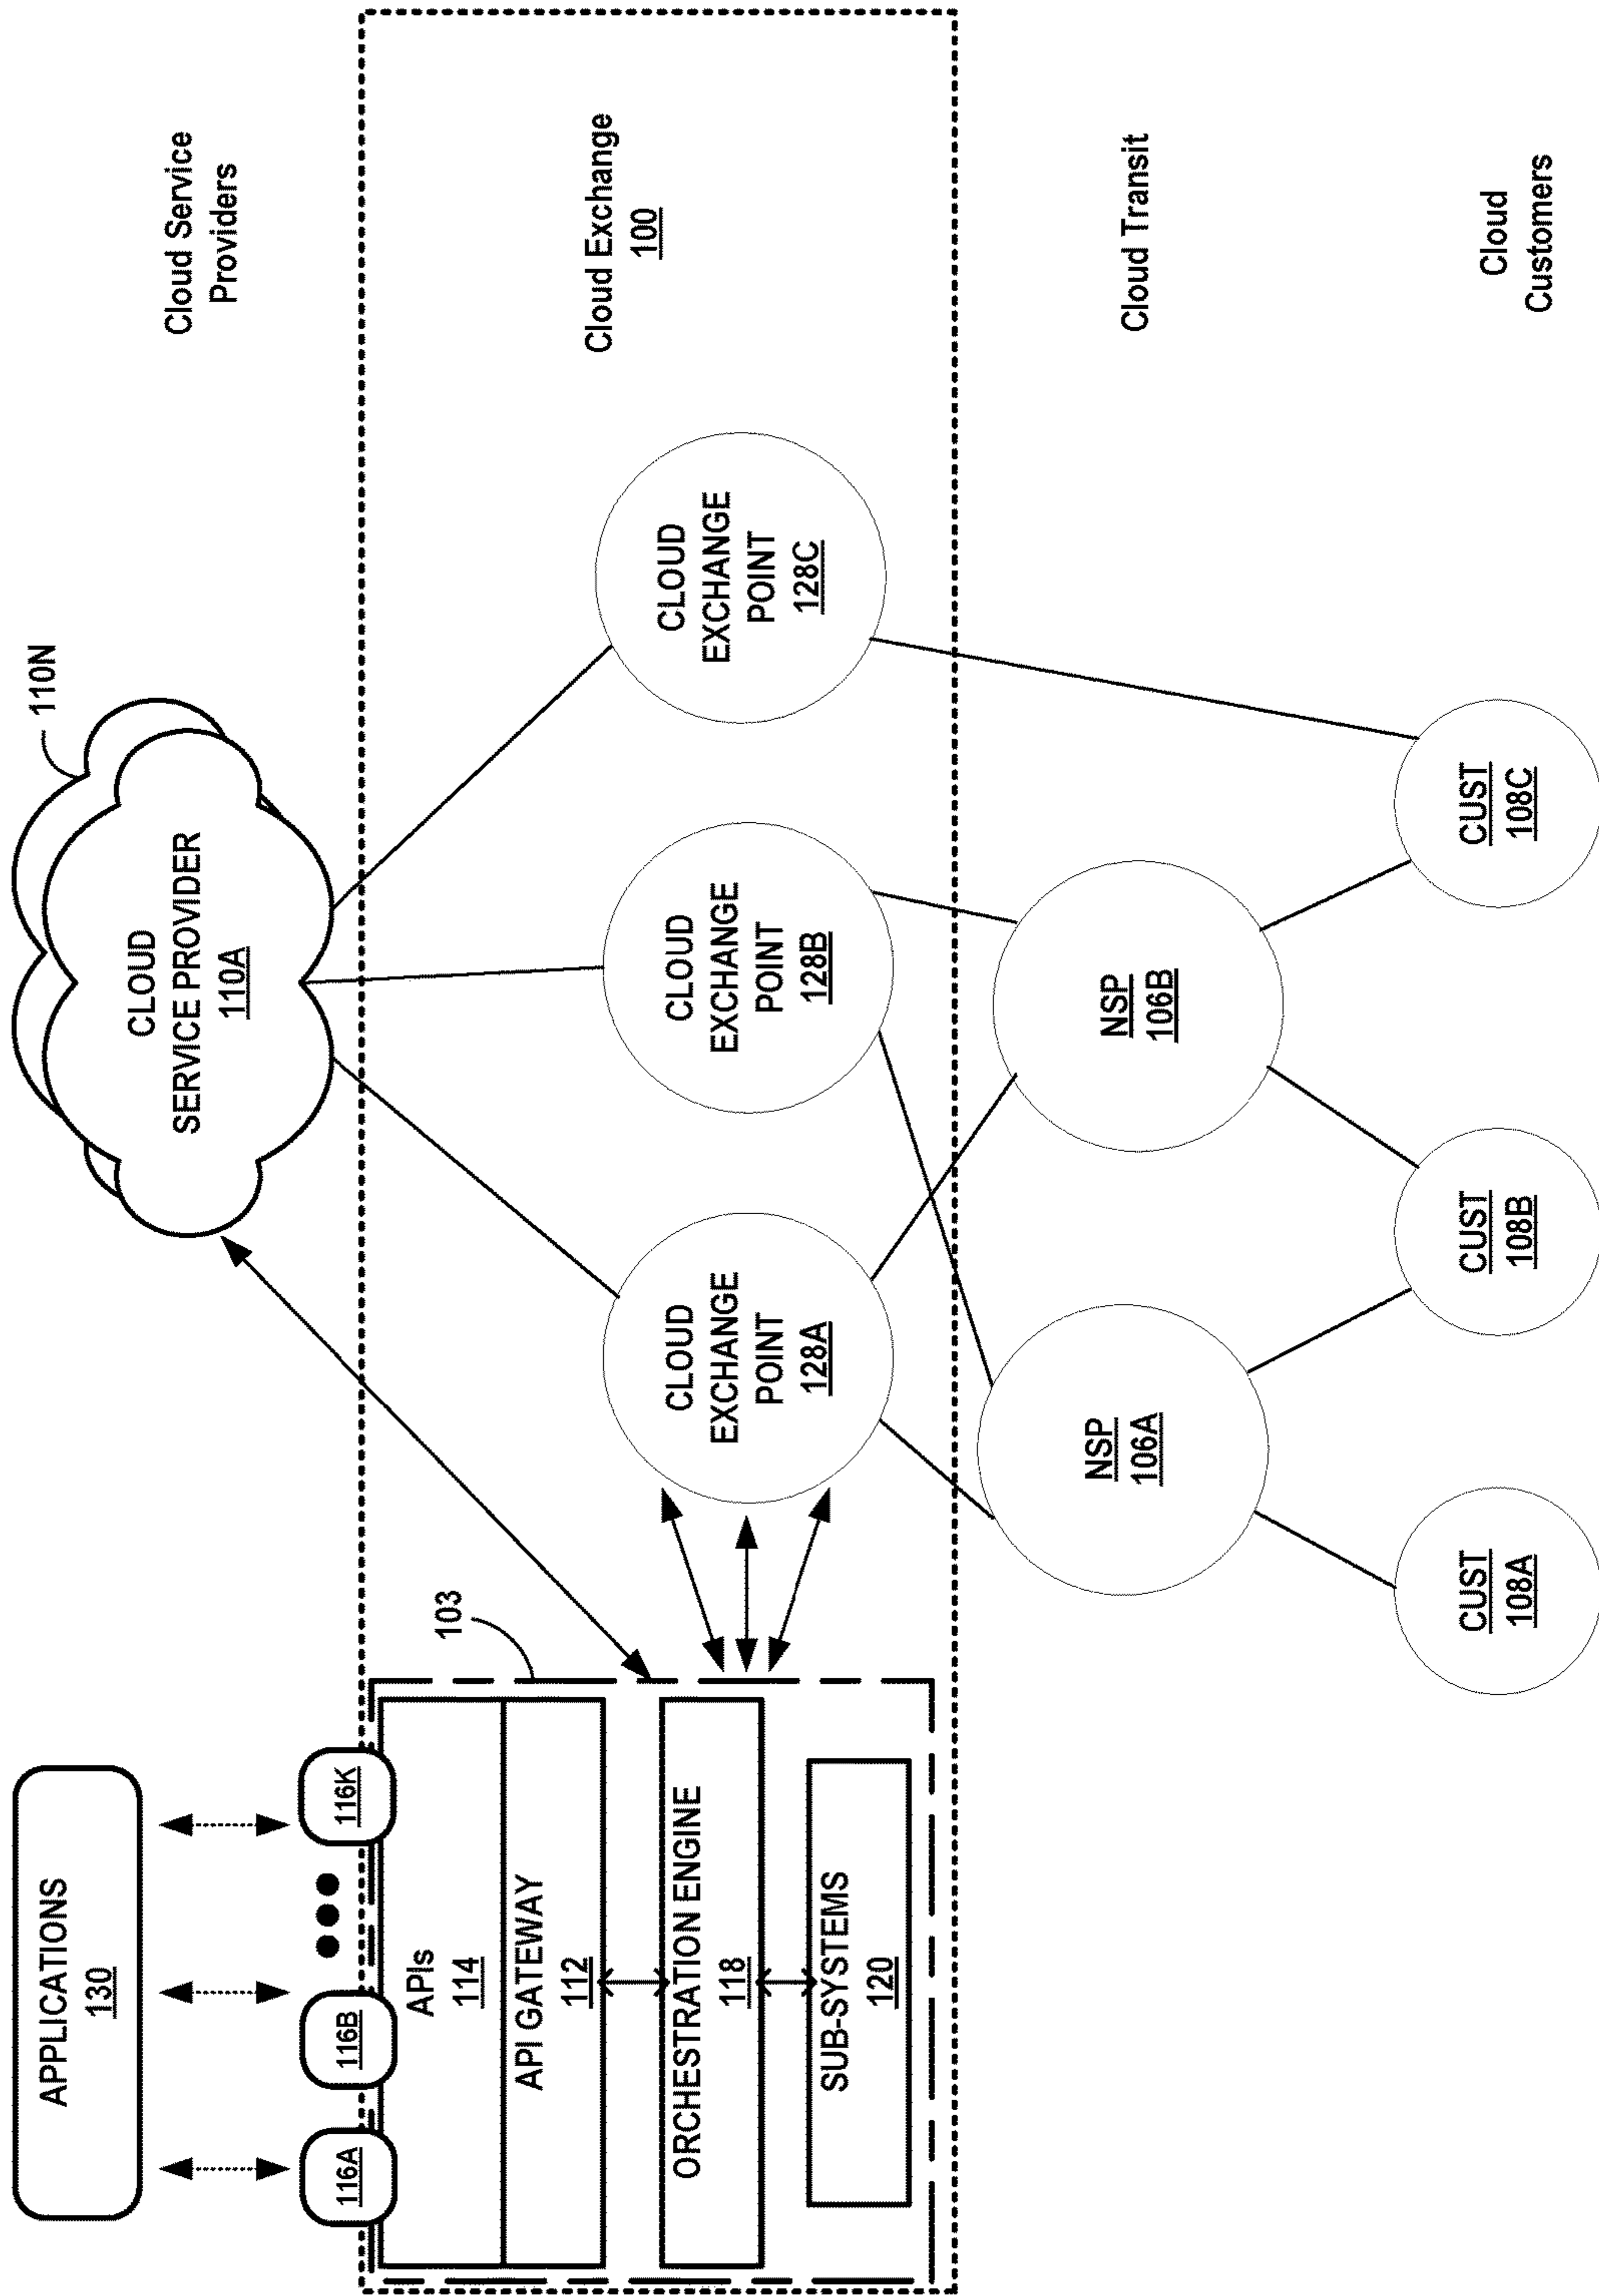 APPLICATIONS
130
116A
116B
116K
APIs
114
API GATEWAY
112
ORCHESTRATION ENGINE
118
SUB-SYSTEMS
120
103
110N
CLOUD
SERVICE PROVIDER
110A
Cloud Service
Providers
CLOUD
EXCHANGE
POINT
128A
CLOUD
EXCHANGE
POINT
128B
CLOUD
EXCHANGE
POINT
128C
Cloud Exchange
100
NSP
106A
NSP
106B
Cloud Transit
CUST
108A
CUST
108B
CUST
108C
Cloud
Customers